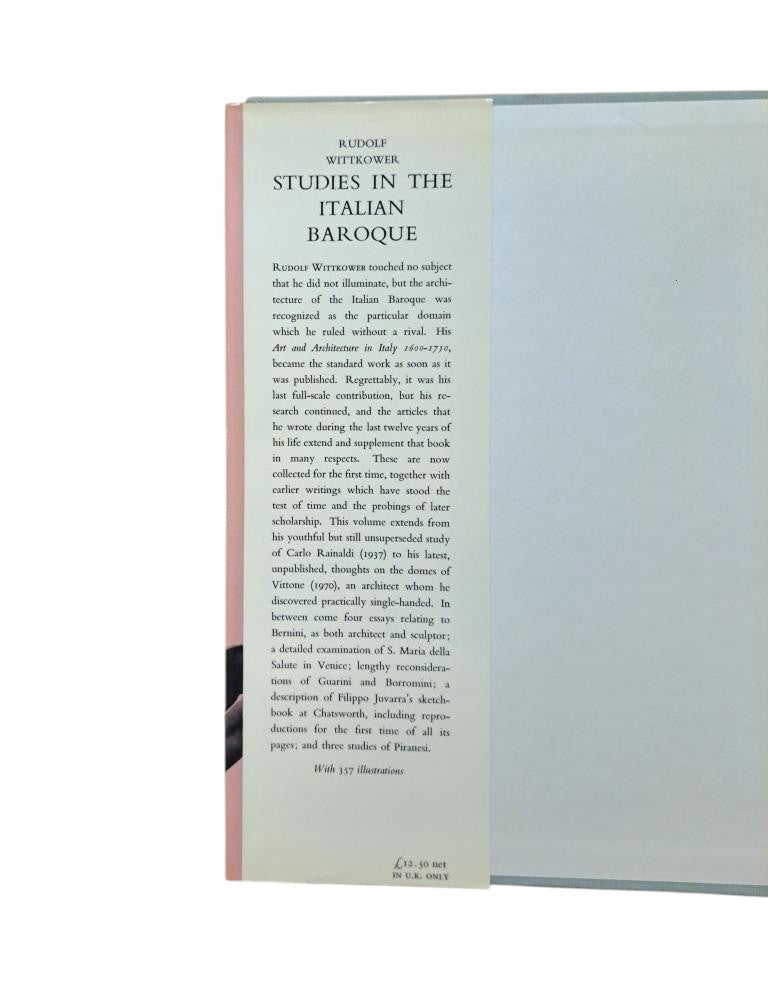 RUDOLF
WITTKOWER
STUDIES IN THE
ITALIAN
BAROQUE
RUDOLF WITTKOWER touched no subject
that he did not illuminate, but the archi-
tecture of the Italian Baroque was
recognized as the particular domain
which he ruled without a rival. His
Art and Architecture in Italy 1600–1750,
became the standard work as soon as it
was published. Regrettably, it was his
last full-scale contribution, but his re-
search continued, and the articles that
he wrote during the last twelve years of
his life extend and supplement that book
in many respects. These are now
collected for the first time, together with
earlier writings which have stood the
test of time and the probings of later
scholarship. This volume extends from
his youthful but still unsuperseded study
of Carlo Rainaldi (1937) to his latest,
unpublished, thoughts on the domes of
Vittone (1970), an architect whom he
discovered practically single-handed. In
between come four essays relating to
Bernini, as both architect and sculptor;
a detailed examination of S. Maria della
Salute in Venice; lengthy reconsidera-
tions of Guarini and Borromini; a
description of Filippo Juvarra's sketch-
book at Chatsworth, including repro-
ductions for the first time of all its
pages; and three studies of Piranesi.
With 357 illustrations
£12.50 net
IN U.K. ONLY